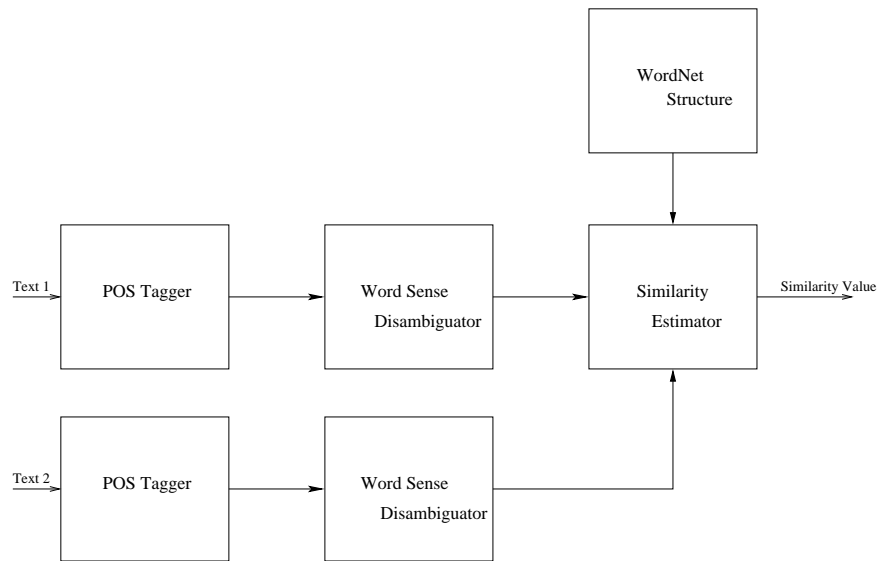 WordNet
Structure
Text 1
POS Tagger
Word Sense
Disambiguator
Similarity
Estimator
Similarity Value
Text 2
POS Tagger
Word Sense
Disambiguator